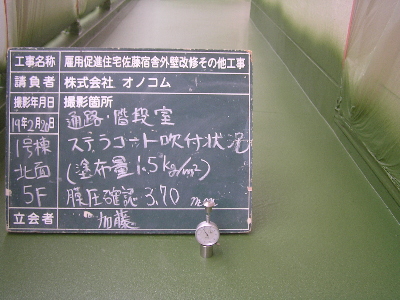 工事名称 雇用促進住宅佐藤宿舎外壁改修その他工事
請負者 株式会社 オノコム
撮影年月日 撮影箇所
19年2月20日 通路・階段室
1号棟 ステラコート吹付状況
北面 (塗布量1.5kg/m²)
5F 膜圧確認 3.70 mm
立会者 加藤